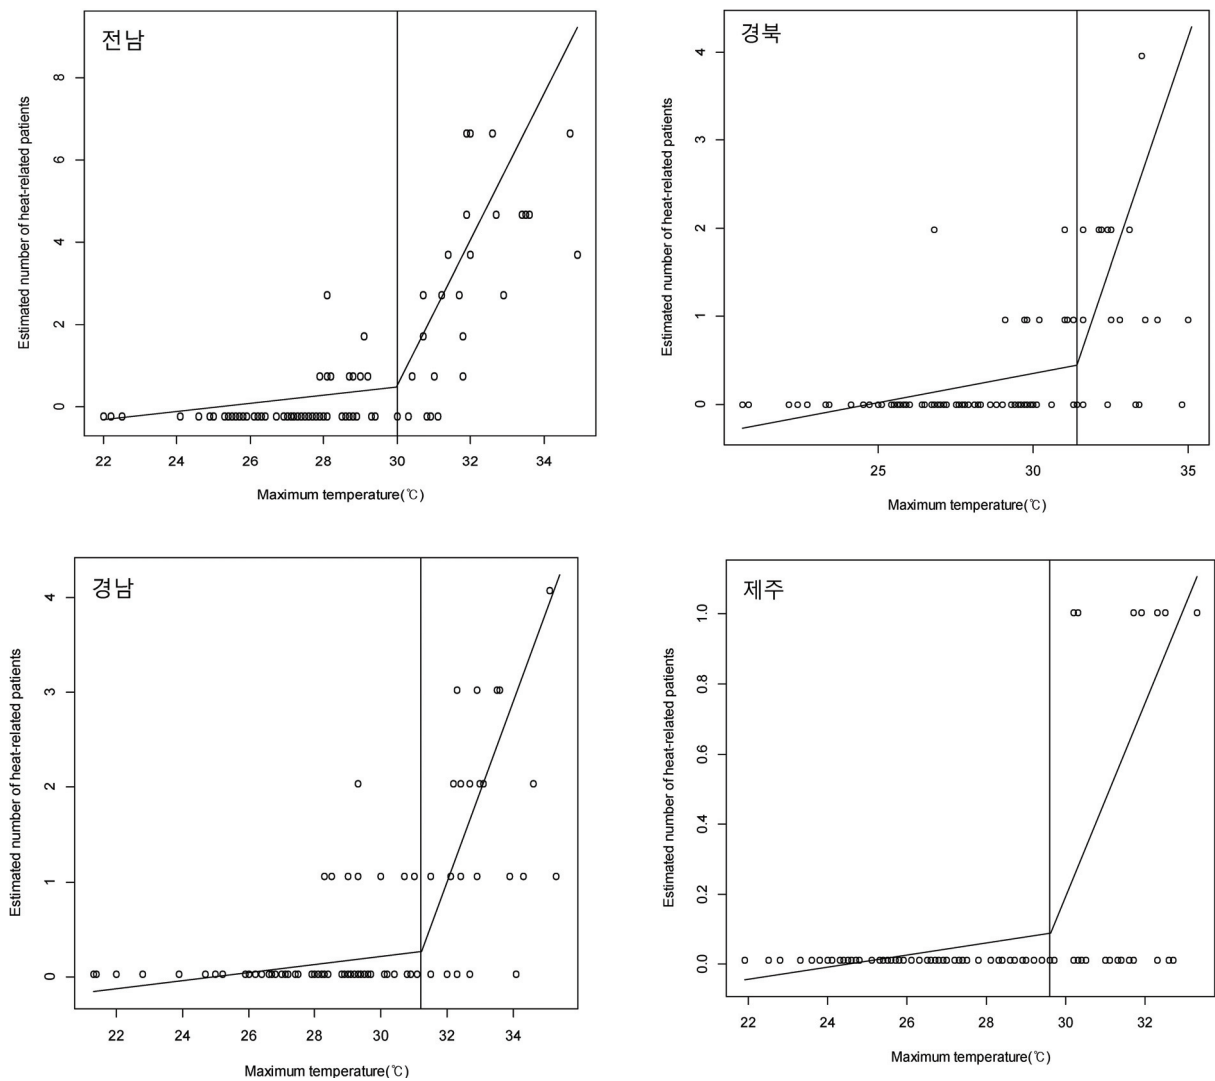 전남
Estimated number of heat-related patients
8
6
4
2
0
22 24 26 28 30 32 34
Maximum temperature(℃)
경북
Estimated number of heat-related patients
4
3
2
1
0
25 30 35
Maximum temperature(℃)
경남
Estimated number of heat-related patients
4
3
2
1
0
22 24 26 28 30 32 34
Maximum temperature(℃)
제주
Estimated number of heat-related patients
1.0
0.8
0.6
0.4
0.2
0.0
22 24 26 28 30 32
Maximum temperature(℃)